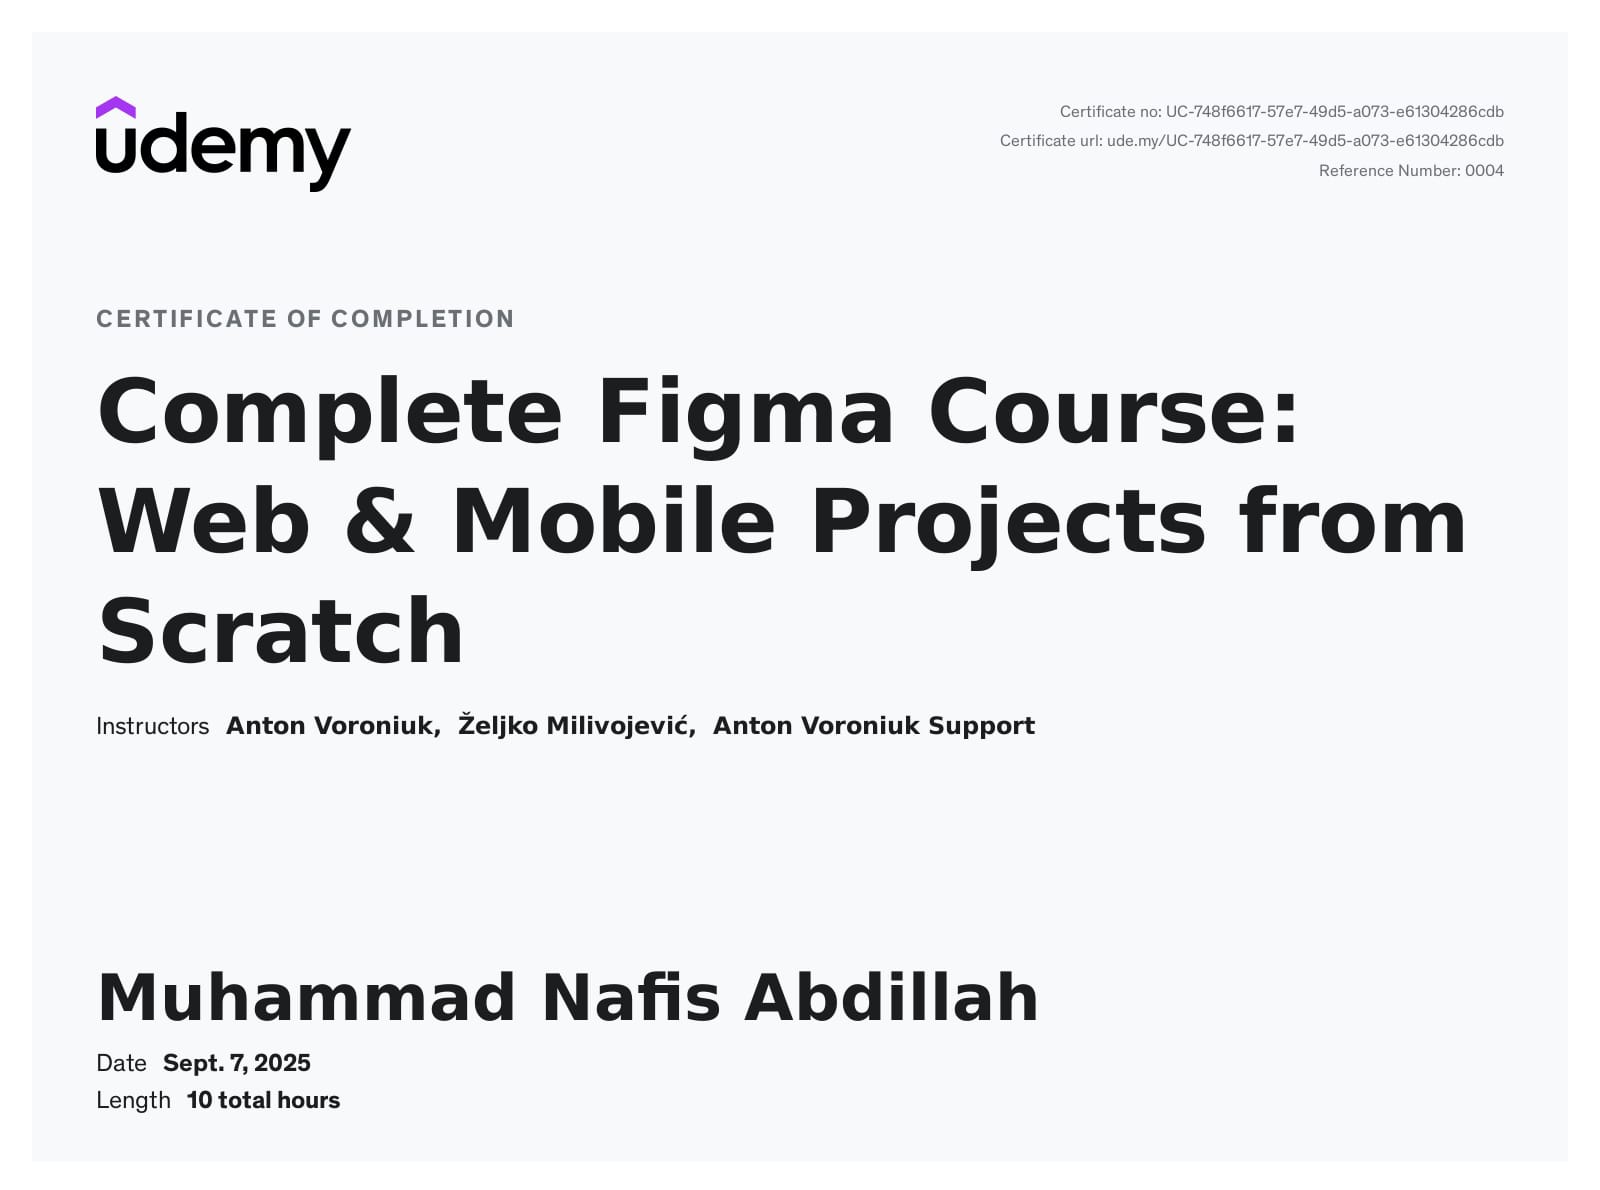 udemy
Certificate no: UC-748f6617-57e7-49d5-a073-e61304286cdb
Certificate url: ude.my/UC-748f6617-57e7-49d5-a073-e61304286cdb
Reference Number: 0004
CERTIFICATE OF COMPLETION
Complete Figma Course:
Web & Mobile Projects from
Scratch
Instructors Anton Voroniuk, Željko Milivojević, Anton Voroniuk Support
Muhammad Nafis Abdillah
Date Sept. 7, 2025
Length 10 total hours